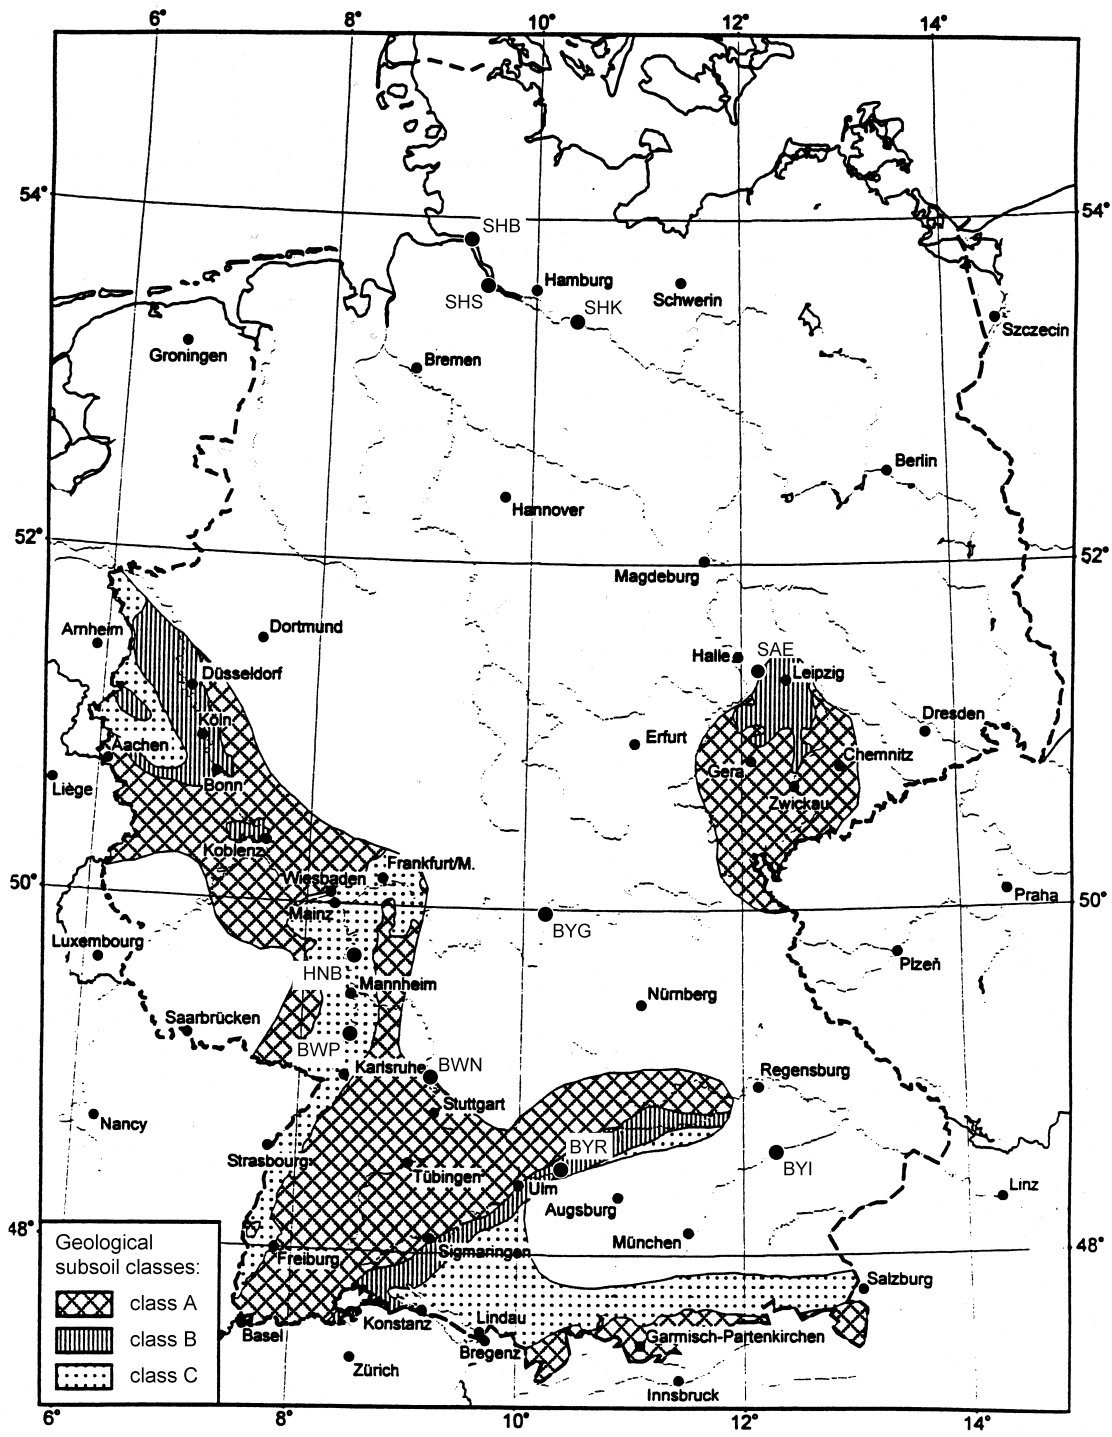 6° 8° 10° 12° 14°
54°
54°
SHB
Hamburg
SHS
SHK
Schwerin
Szczecin
Groningen
Bremen
Berlin
Hannover
52°
52°
Magdeburg
Arnheim
Dortmund
Halle
SAE
Leipzig
Düsseldorf
Köln
Dresden
Erfurt
Aachen
Chemnitz
Gera
Liège
Bonn
Zwickau
Koblenz
Frankfurt/M.
Wiesbaden
50°
50°
Praha
Mainz
BYG
Luxembourg
Plzeň
HNB
Mannheim
Nürnberg
Saarbrücken
BWP
Karlsruhe
BWN
Regensburg
Stuttgart
Nancy
BYR
Strasbourg
BYI
Tübingen
Ulm
Linz
Augsburg
48°
München
48°
Geological
subsoil classes:
class A
class B
class C
Sigmaringen
Freiburg
Salzburg
Konstanz
Lindau
Basel
Garmisch-Partenkirchen
Bregenz
Zürich
Innsbruck
6° 8° 10° 12° 14°